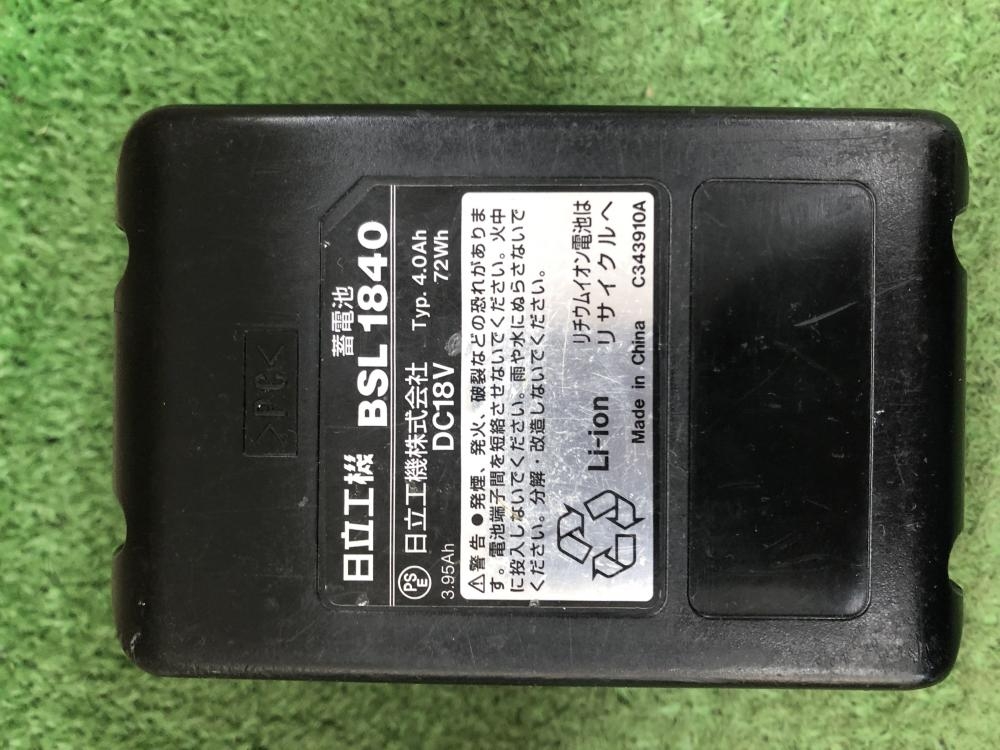 >PC<
日立工機 蓄電池
BSL 1840
PSE 日立工機株式会社 Typ. 4.0Ah
3.95Ah DC18V 72Wh
⚠警告 ●発煙、発火、破裂などの恐れがありま
す。電池端子間を短絡させないでください。火中
に投入しないでください。雨や水にぬらさないで
ください。分解・改造しないでください。
Li-ion
リチウムイオン電池は
リサイクルへ
Made in China C343910A